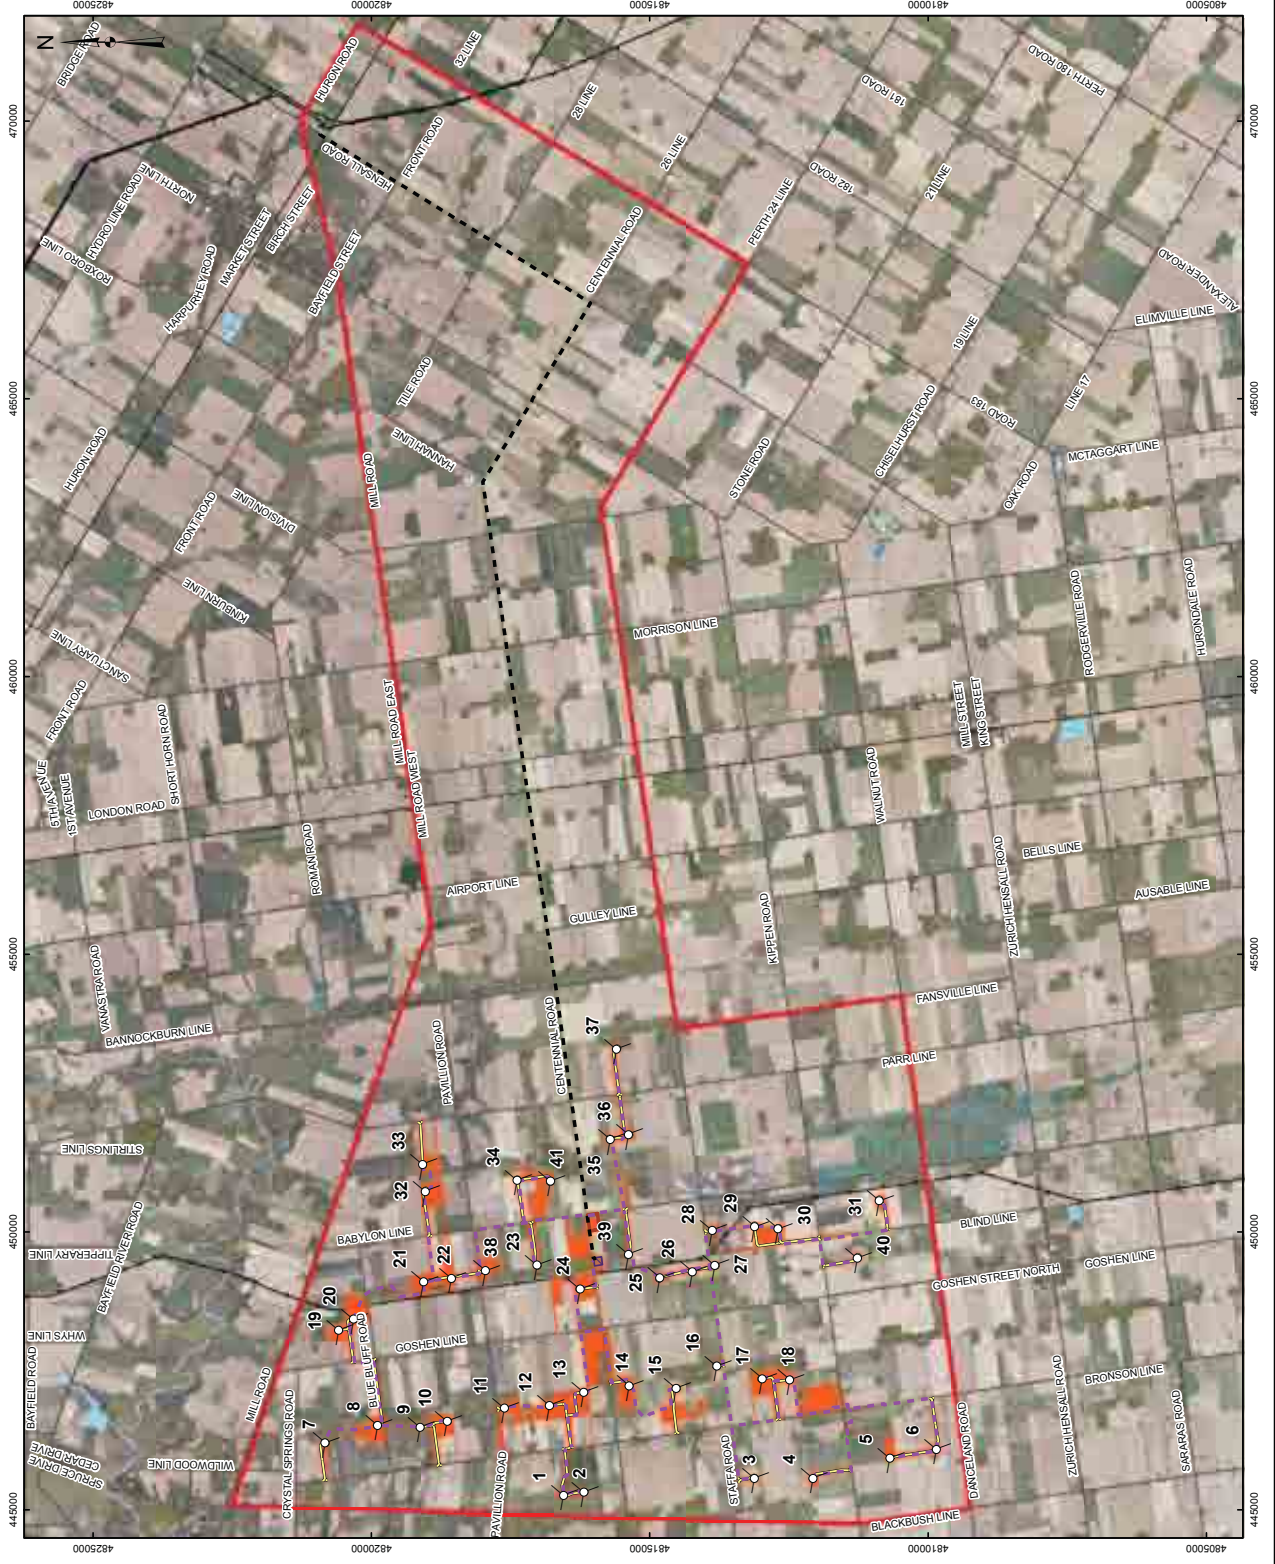 4825000
4820000
4815000
4810000
4805000
N
BRIDGE ROAD
HURON ROAD
32 LINE
28 LINE
181 ROAD
PERTH 180 ROAD
470000
470000
NORTH LINE
HYDRO LINE ROAD
ROXBORO LINE
HENSALL ROAD
FRONT ROAD
26 LINE
182 ROAD
21 LINE
MARKET STREET
BIRCH STREET
BAYFIELD STREET
HARPURHEY ROAD
CENTENNIAL ROAD
PERTH 24 LINE
ALEXANDER ROAD
ELIMVILLE LINE
19 LINE
TILE ROAD
465000
465000
HANNAH LINE
ROAD 183
LINE 17
HURON ROAD
MILL ROAD
STONE ROAD
CHISELHURST ROAD
OAK ROAD
MCTAGGART LINE
FRONT ROAD
DIVISION LINE
KINBURN LINE
SANCTUARY LINE
MORRISON LINE
RODGERVILLE ROAD
HURONDALE ROAD
460000
460000
FRONT ROAD
SHORT HORN ROAD
MILL ROAD EAST
MILL STREET
KING STREET
5TH AVENUE
1ST AVENUE
LONDON ROAD
MILL ROAD WEST
WALNUT ROAD
ROMAN ROAD
AIRPORT LINE
GULLEY LINE
KIPPEN ROAD
ZURICH HENSALL ROAD
BELLS LINE
AUSABLE LINE
455000
455000
VANASTRA ROAD
BANNOCKBURN LINE
PAVILLION ROAD
CENTENNIAL ROAD
FANSVILLE LINE
37
PARR LINE
STIRLINGS LINE
33
36
34
41
35
32
TIPPERARY LINE
BAYFIELD RIVER ROAD
BABYLON LINE
21
22
38
23
24
39
25
26
28
29
27
30
31
40
BLIND LINE
450000
450000
GOSHEN STREET NORTH
GOSHEN LINE
WHYS LINE
20
19
BLUE BLUFF ROAD
GOSHEN LINE
BAYFIELD ROAD
MILL ROAD
13
14
15
16
17
18
12
11
10
9
8
7
BRONSON LINE
SPRUCE DRIVE
CEDAR DRIVE
WILDWOOD LINE
CRYSTAL SPRINGS ROAD
PAVILLION ROAD
1
2
STAFFA ROAD
3
4
5
6
DANCELAND ROAD
ZURICH HENSALL ROAD
SARARAS ROAD
BLACKBUSH LINE
445000
445000
4825000
4820000
4815000
4810000
4805000